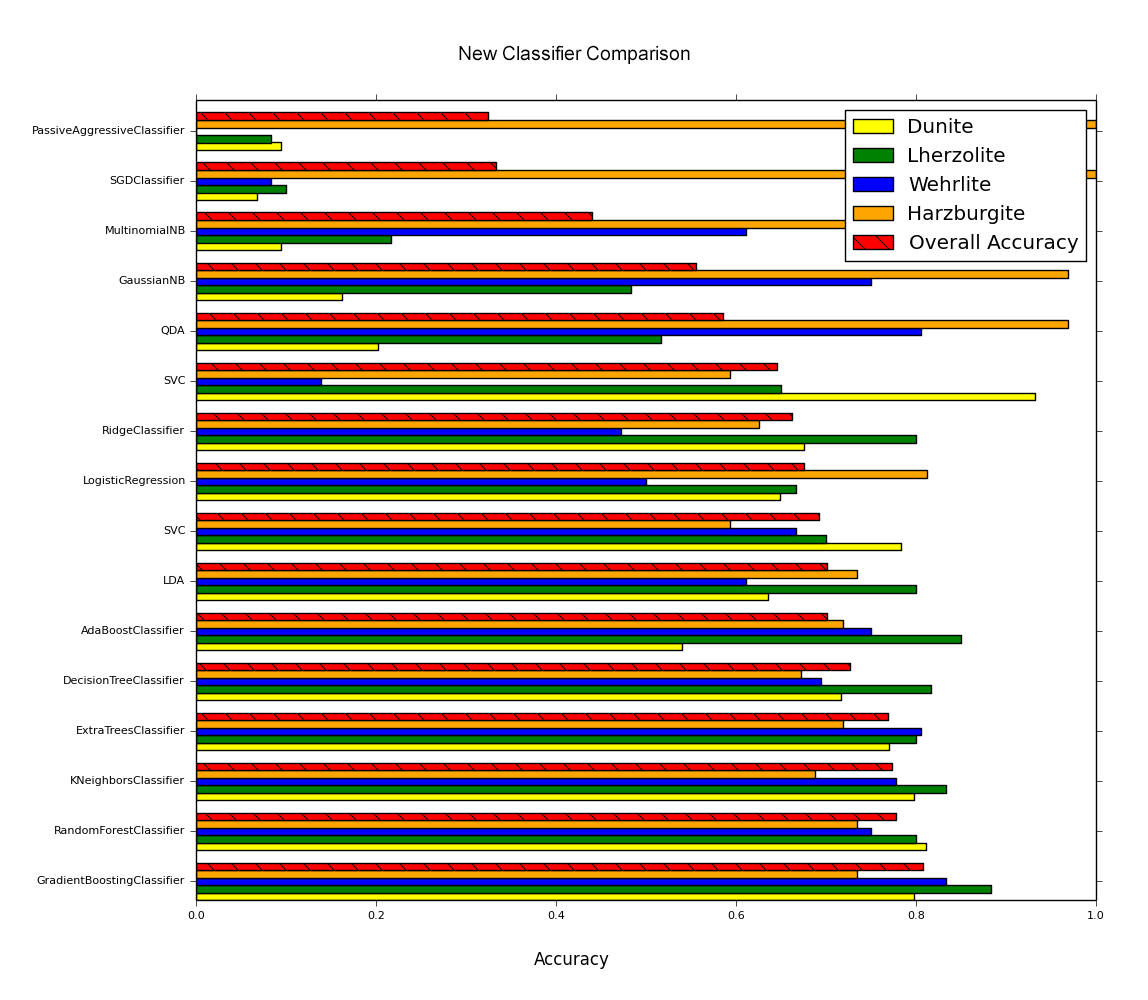 New Classifier Comparison
PassiveAggressiveClassifier
SGDClassifier
MultinomialNB
GaussianNB
QDA
SVC
RidgeClassifier
LogisticRegression
SVC
LDA
AdaBoostClassifier
DecisionTreeClassifier
ExtraTreesClassifier
KNeighborsClassifier
RandomForestClassifier
GradientBoostingClassifier
Dunite
Lherzolite
Wehrlite
Harzburgite
Overall Accuracy
0.0 0.2 0.4 0.6 0.8 1.0
Accuracy